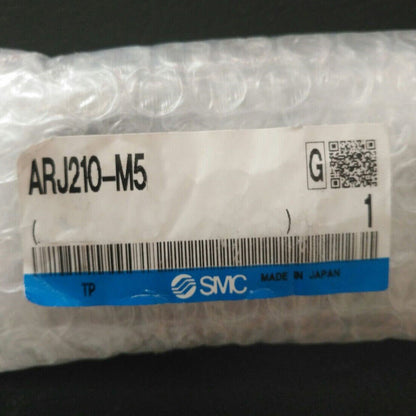 ARJ210-M5 G
( ) 1
TP SMC MADE IN JAPAN